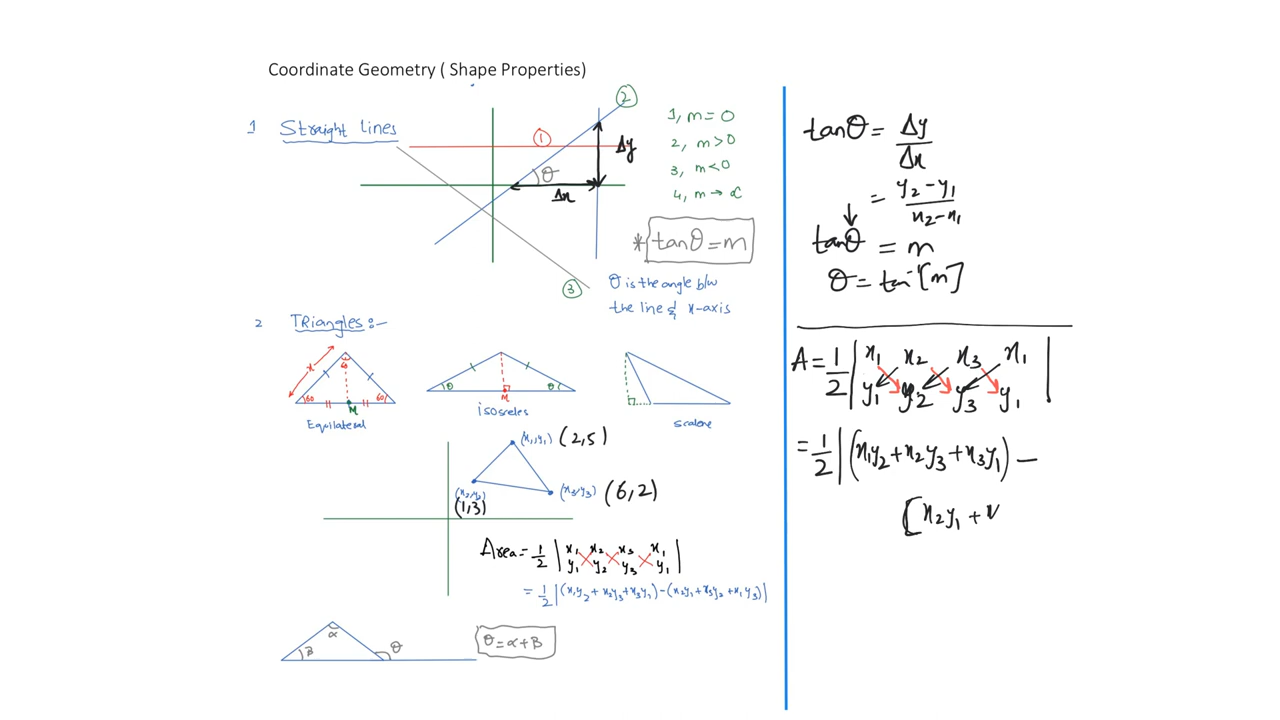 Coordinate Geometry ( Shape Properties)
1 Straight lines
②
①
Δy
θ
Δx
③
1, m = 0
2, m > 0
3, m < 0
4, m → ∝
* tanθ = m
θ is the angle b/w
the line & x-axis
2 TRiangles:-
x
60
60
60
M
Equilateral
θ
θ
M
isosceles
scalene
(x₁,y₁) (2,5)
(x₂,y₂)
(1,3)
(x₃,y₃) (6,2)
Area = 1/2 | x₁ x₂ x₃ x₁
y₁ y₂ y₃ y₁ |
= 1/2 |(x₁y₂ + x₂y₃ + x₃y₁) - (x₂y₁ + x₃y₂ + x₁y₃)|
α
B
θ
θ = α + B
tanθ = Δy/Δx
= y₂ - y₁ / x₂ - x₁
tanθ = m
θ = tan⁻¹[m]
A = 1/2 | x₁ x₂ x₃ x₁
y₁ y₂ y₃ y₁ |
= 1/2 |(x₁y₂ + x₂y₃ + x₃y₁) -
[x₂y₁ +